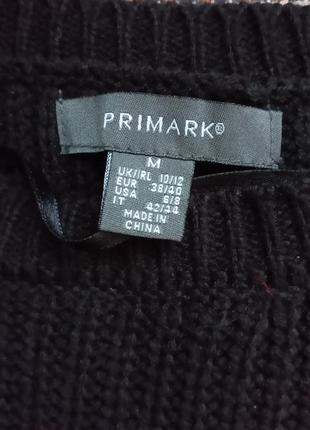 PRIMARK®
M
UK/IRL 10/12
EUR 38/40
USA 6/8
IT 42/44
MADE IN
CHINA